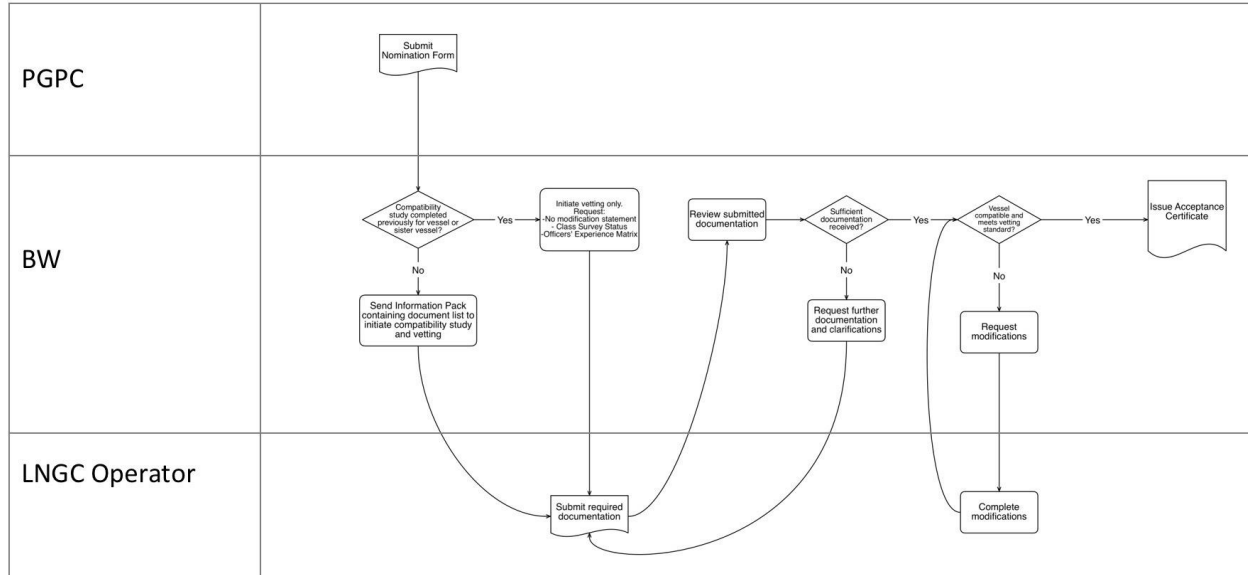 PGPC
Submit
Nomination Form
BW
Compatibility
study completed
previously for vessel or
sister vessel?
Yes
Initiate vetting only.
Request:
-No modification statement
- Class Survey Status
-Officers' Experience Matrix
No
Send Information Pack
containing document list to
initiate compatibility study
and vetting
Review submitted
documentation
Sufficient
documentation
received?
Yes
No
Request further
documentation
and clarifications
Vessel
compatible and
meets vetting
standard?
Yes
Issue Acceptance
Certificate
No
Request
modifications
LNGC Operator
Submit required
documentation
Complete
modifications